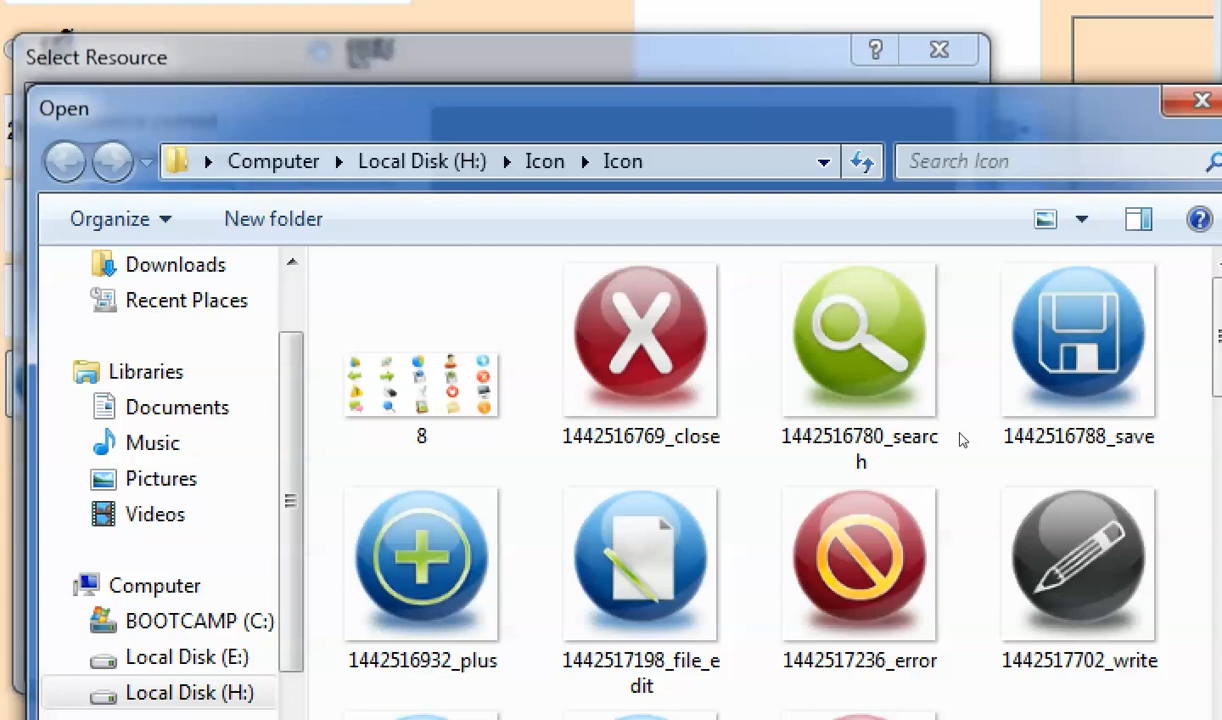 Select Resource
Open
Computer
Local Disk (H:)
Icon
Icon
Search Icon
Organize
New folder
Downloads
Recent Places
Libraries
Documents
Music
Pictures
Videos
Computer
BOOTCAMP (C:)
Local Disk (E:)
Local Disk (H:)
8
1442516769_close
1442516780_searc
h
1442516788_save
1442516932_plus
1442517198_file_e
dit
1442517236_error
1442517702_write